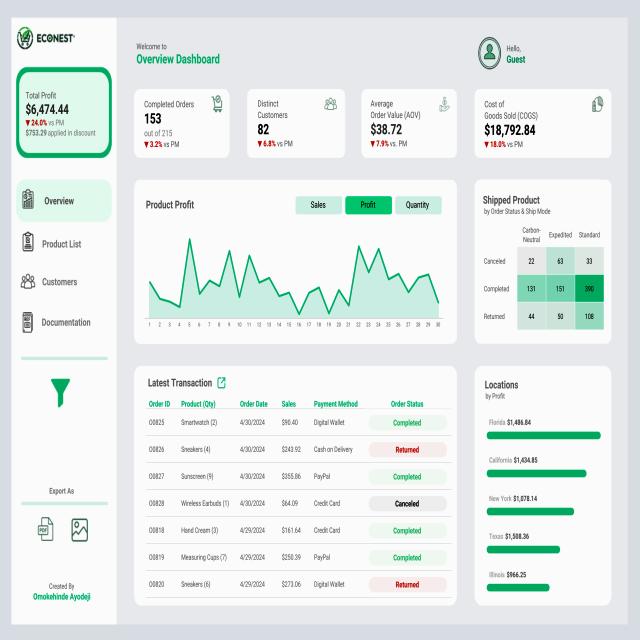 ECONEST
Total Profit
$6,474.44
▼24.0% vs PM
$753.29 applied in discount
Overview
Product List
Customers
Documentation
Export As
PDF
Created By
Omokehinde Ayodeji
Welcome to
Overview Dashboard
Hello,
Guest
Completed Orders
153
out of 215
▼3.2% vs PM
Distinct
Customers
82
▼6.8% vs PM
Average
Order Value (AOV)
$38.72
▼7.9% vs. PM
Cost of
Goods Sold (COGS)
$18,792.84
▼18.0% vs PM
Product Profit
Sales Profit Quantity
1 2 3 4 5 6 7 8 9 10 11 12 13 14 15 16 17 18 19 20 21 22 23 24 25 26 27 28 29 30
Shipped Product
by Order Status & Ship Mode
Carbon-
Neutral Expedited Standard
Canceled 22 63 33
Completed 131 151 390
Returned 44 50 108
Latest Transaction
Order ID Product (Qty) Order Date Sales Payment Method Order Status
O0825 Smartwatch (2) 4/30/2024 $90.40 Digital Wallet Completed
O0826 Sneakers (4) 4/30/2024 $243.92 Cash on Delivery Returned
O0827 Sunscreen (9) 4/30/2024 $355.86 PayPal Completed
O0828 Wireless Earbuds (1) 4/30/2024 $64.09 Credit Card Canceled
O0818 Hand Cream (3) 4/29/2024 $161.64 Credit Card Completed
O0819 Measuring Cups (7) 4/29/2024 $250.39 PayPal Completed
O0820 Sneakers (6) 4/29/2024 $273.06 Digital Wallet Returned
Locations
by Profit
Florida $1,486.84
California $1,434.85
New York $1,078.14
Texas $1,508.36
Illinois $966.25